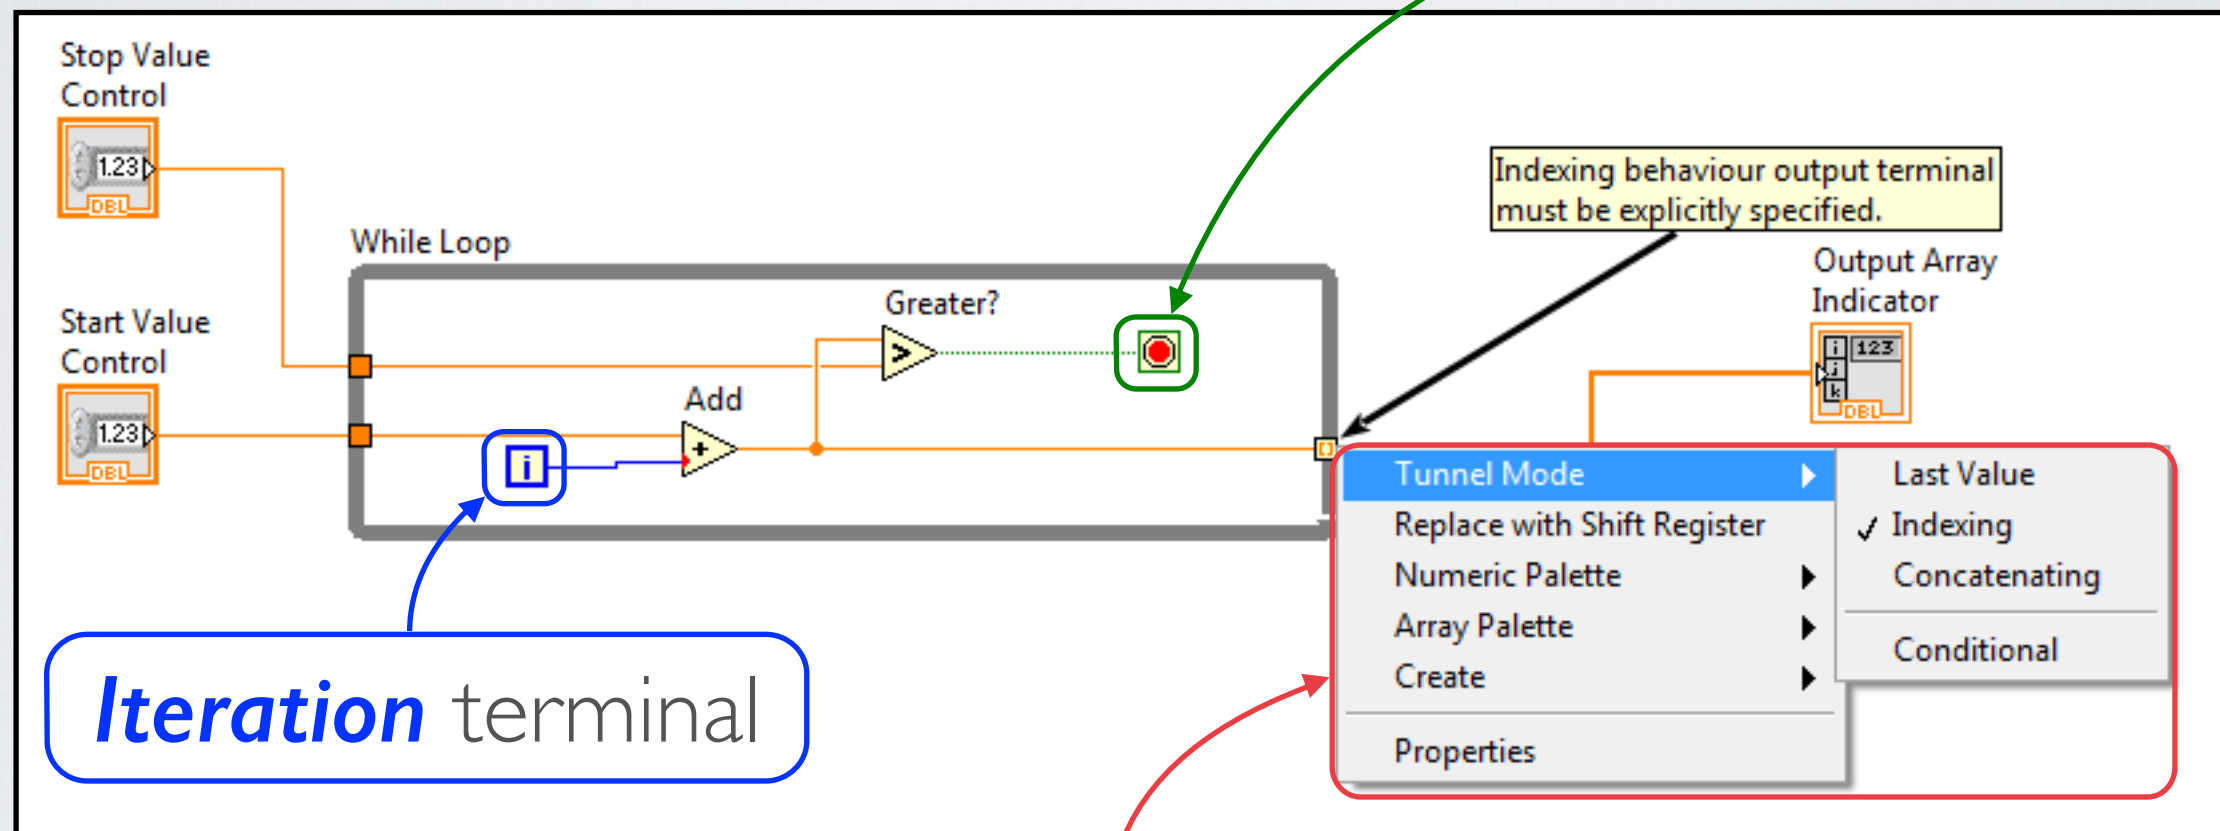 Stop Value
Control
1.23
DBL
Indexing behaviour output terminal
must be explicitly specified.
While Loop
Output Array
Indicator
Greater?
>
Start Value
Control
1.23
DBL
i
123
j
k
DBL
Add
+
i
[]
Tunnel Mode
Replace with Shift Register
Numeric Palette
Array Palette
Create
Properties
Last Value
✓ Indexing
Concatenating
Conditional
Iteration terminal